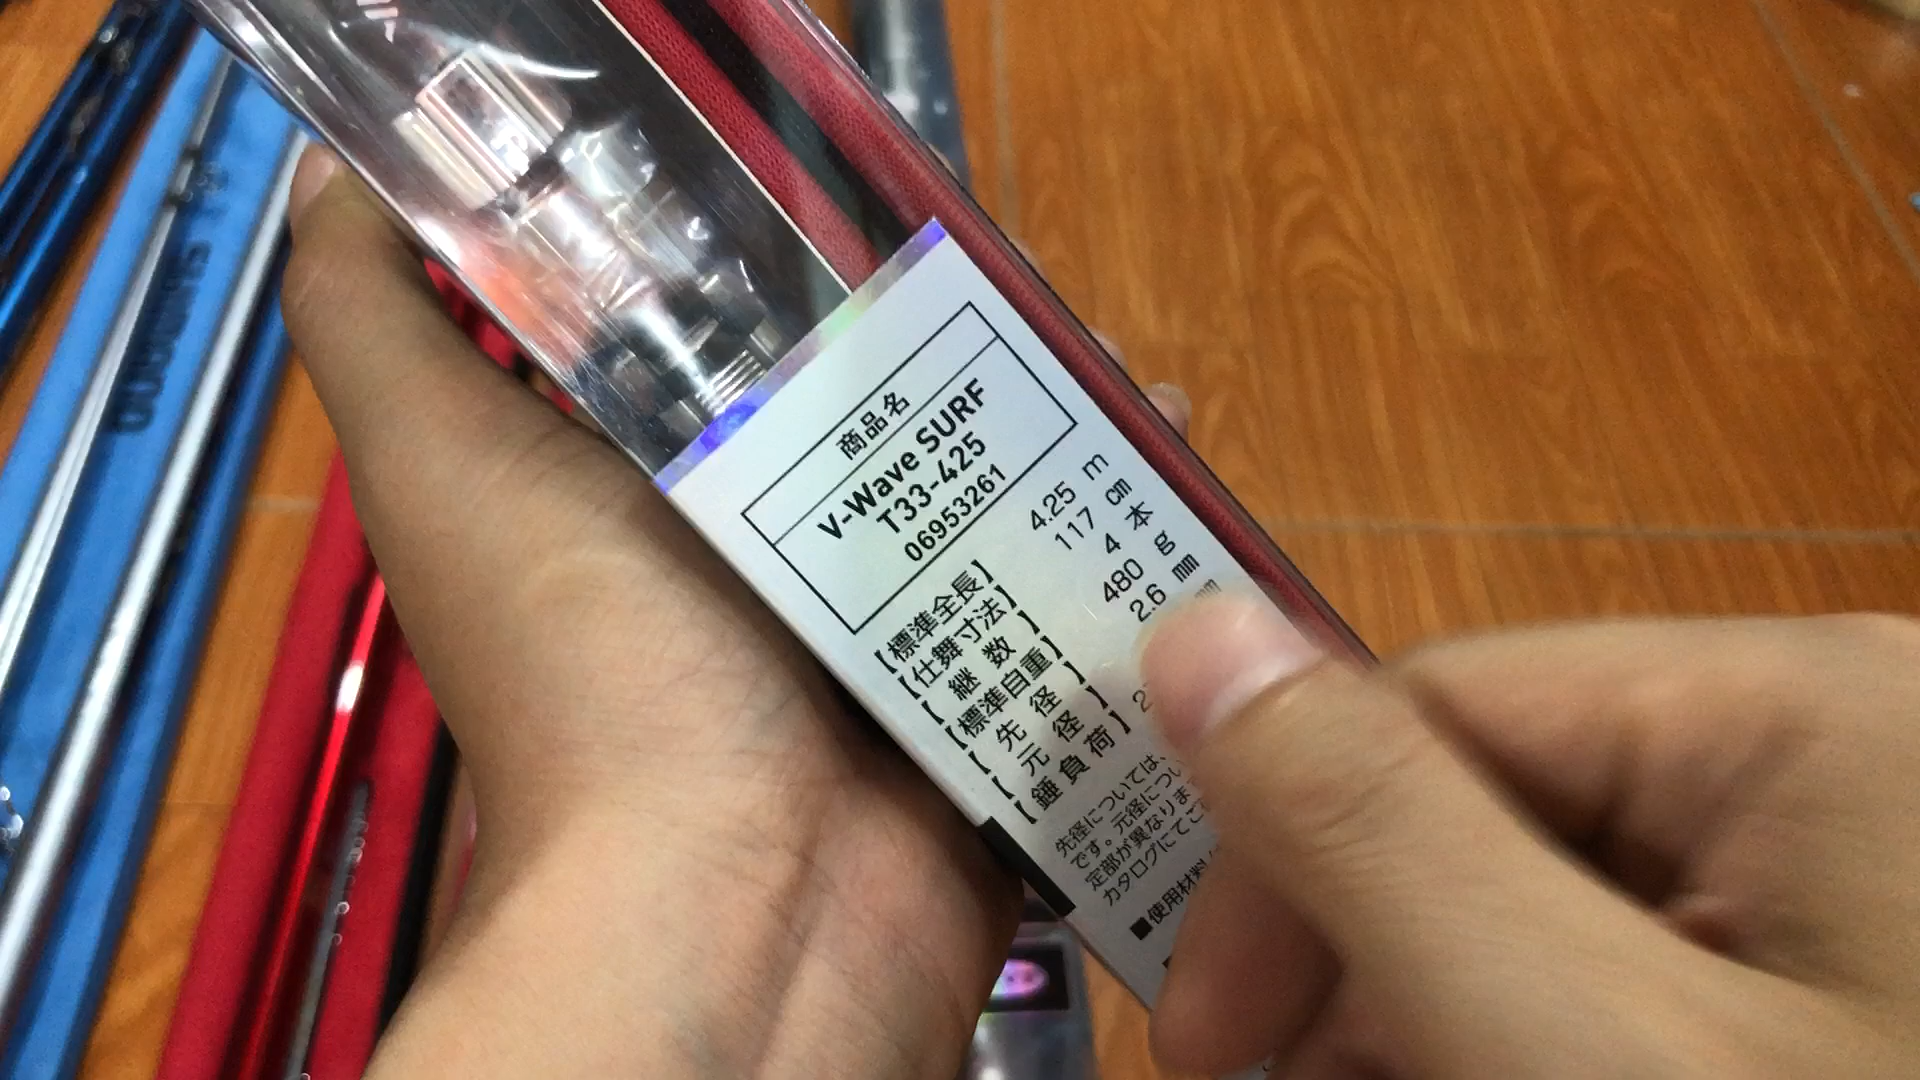 商品名
V-Wave SURF
T33-425
06953261
【標準全長】 4.25 m
【仕舞寸法】 117 cm
【継数】 4 本
【標準自重】 480 g
【先径】 2.6 mm
【元径】 mm
【錘負荷】
先径については、
です。元径につい
定部が異なりま
カタログにてご
■使用材料